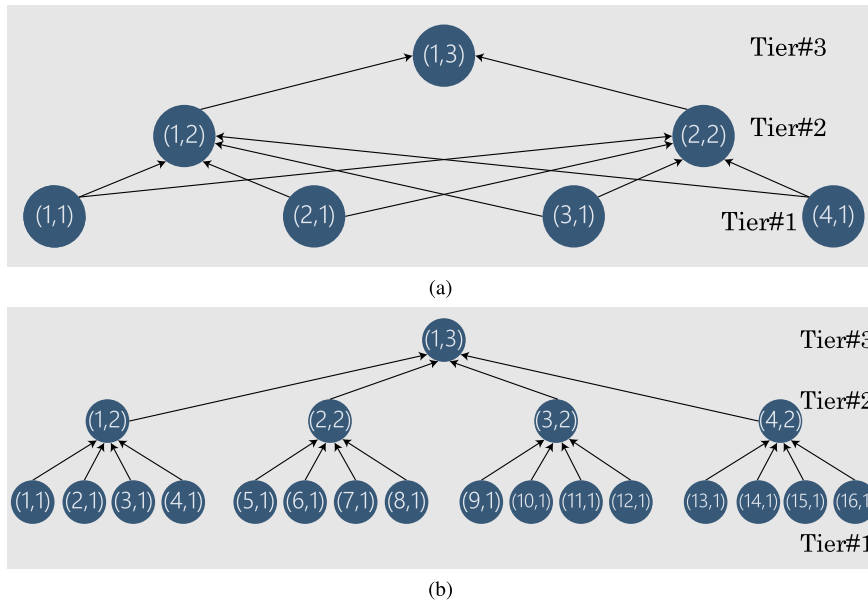 (1,3) Tier#3
(1,2) (2,2) Tier#2
(1,1) (2,1) (3,1) (4,1) Tier#1
(a)
(1,3) Tier#3
(1,2) (2,2) (3,2) (4,2) Tier#2
(1,1) (2,1) (3,1) (4,1) (5,1) (6,1) (7,1) (8,1) (9,1) (10,1) (11,1) (12,1) (13,1) (14,1) (15,1) (16,1)
Tier#1
(b)